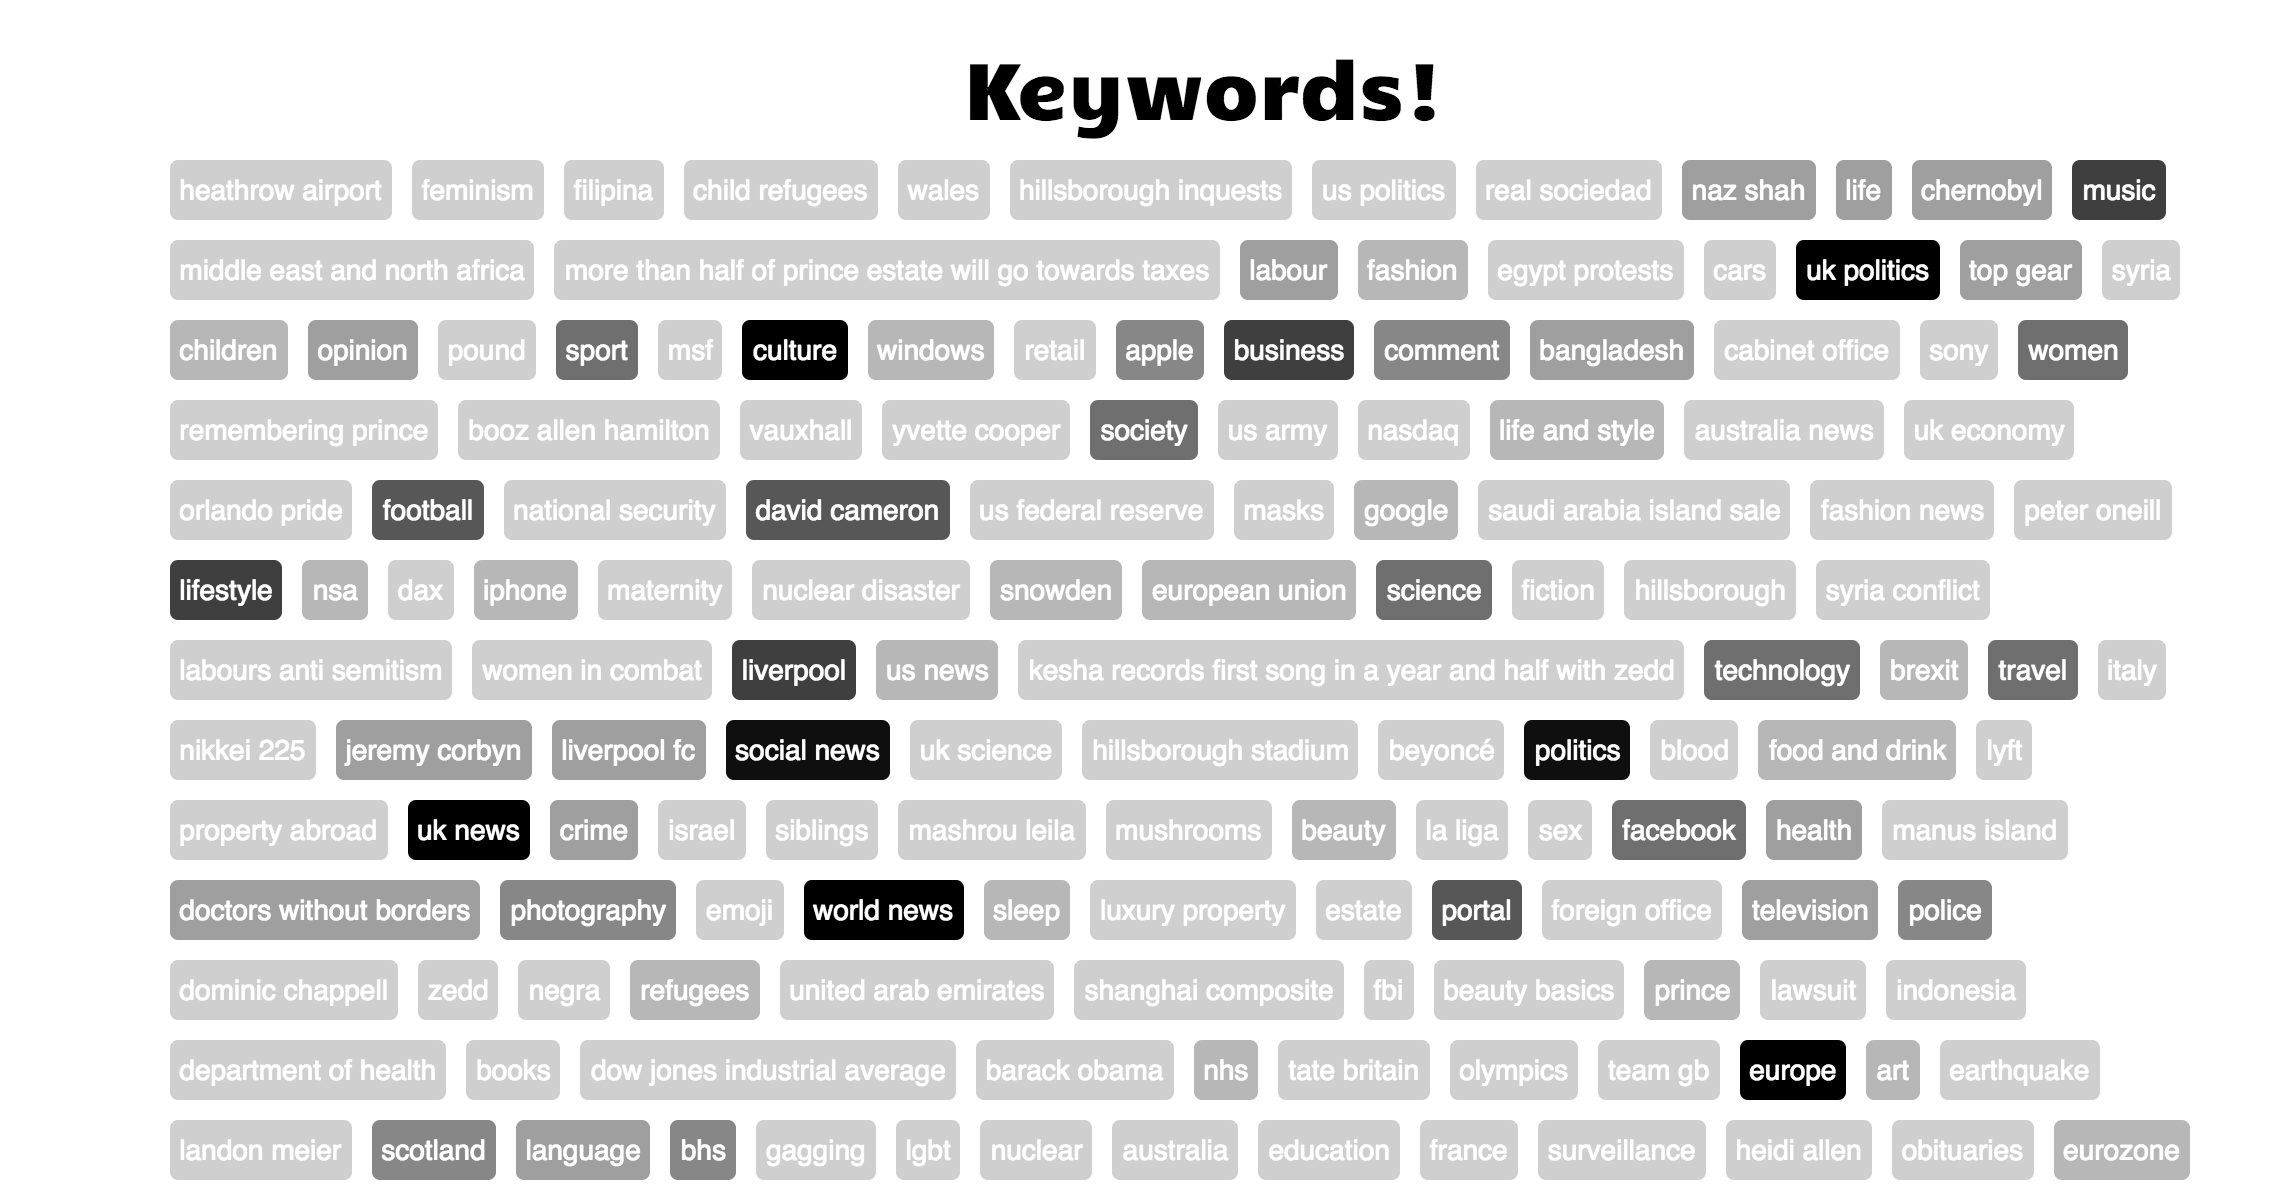 Keywords!
heathrow airport feminism filipina child refugees wales hillsborough inquests us politics real sociedad naz shah life chernobyl music
middle east and north africa more than half of prince estate will go towards taxes labour fashion egypt protests cars uk politics top gear syria
children opinion pound sport msf culture windows retail apple business comment bangladesh cabinet office sony women
remembering prince booz allen hamilton vauxhall yvette cooper society us army nasdaq life and style australia news uk economy
orlando pride football national security david cameron us federal reserve masks google saudi arabia island sale fashion news peter oneill
lifestyle nsa dax iphone maternity nuclear disaster snowden european union science fiction hillsborough syria conflict
labours anti semitism women in combat liverpool us news kesha records first song in a year and half with zedd technology brexit travel italy
nikkei 225 jeremy corbyn liverpool fc social news uk science hillsborough stadium beyoncé politics blood food and drink lyft
property abroad uk news crime israel siblings mashrou leila mushrooms beauty la liga sex facebook health manus island
doctors without borders photography emoji world news sleep luxury property estate portal foreign office television police
dominic chappell zedd negra refugees united arab emirates shanghai composite fbi beauty basics prince lawsuit indonesia
department of health books dow jones industrial average barack obama nhs tate britain olympics team gb europe art earthquake
landon meier scotland language bhs gagging lgbt nuclear australia education france surveillance heidi allen obituaries eurozone